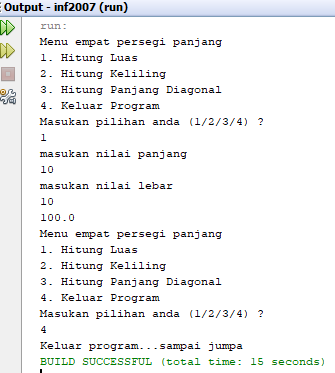 Output - inf2007 (run)
run:
Menu empat persegi panjang
1. Hitung Luas
2. Hitung Keliling
3. Hitung Panjang Diagonal
4. Keluar Program
Masukan pilihan anda (1/2/3/4) ?
1
masukan nilai panjang
10
masukan nilai lebar
10
100.0
Menu empat persegi panjang
1. Hitung Luas
2. Hitung Keliling
3. Hitung Panjang Diagonal
4. Keluar Program
Masukan pilihan anda (1/2/3/4) ?
4
Keluar program...sampai jumpa
BUILD SUCCESSFUL (total time: 15 seconds)